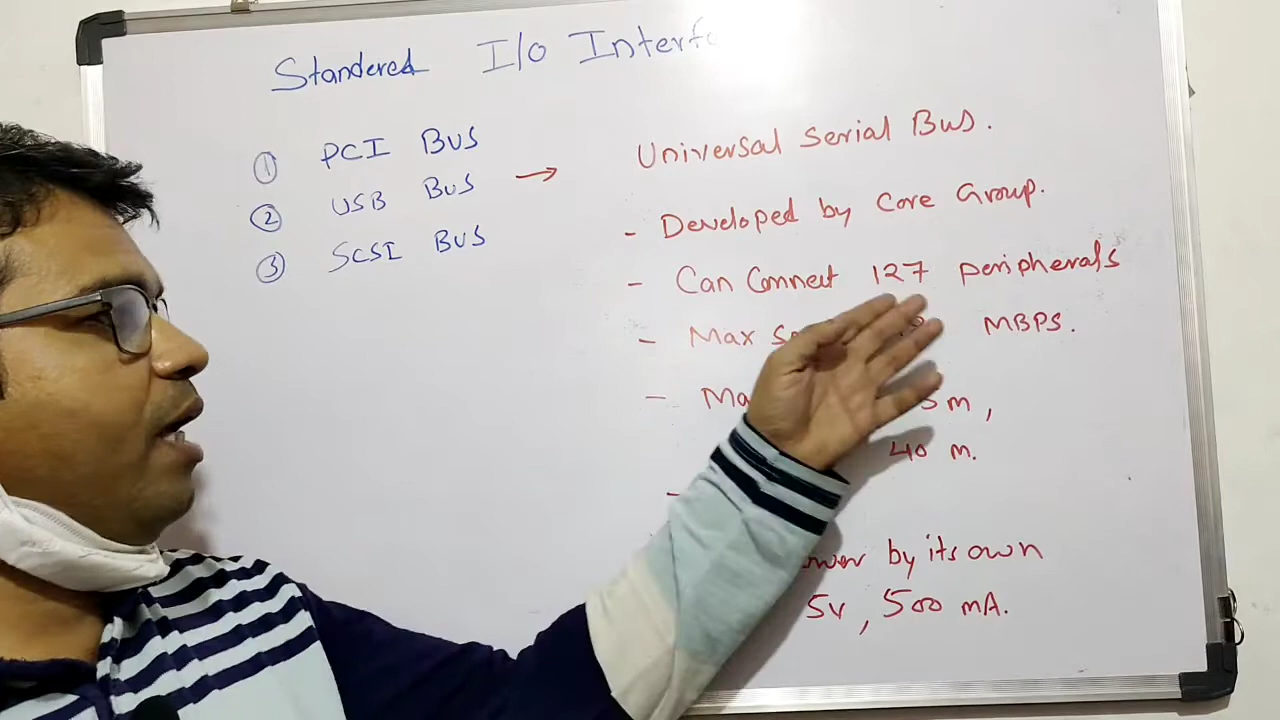 Standered I/o Interf
① PCI BUS
② USB BUS →
③ SCSI BUS
Universal Serial Bus.
- Developed by Core Group.
- Can Connect 127 peripherals
- Max MBPS.
- 5m,
40 m.
-
by its own
5v, 500 mA.